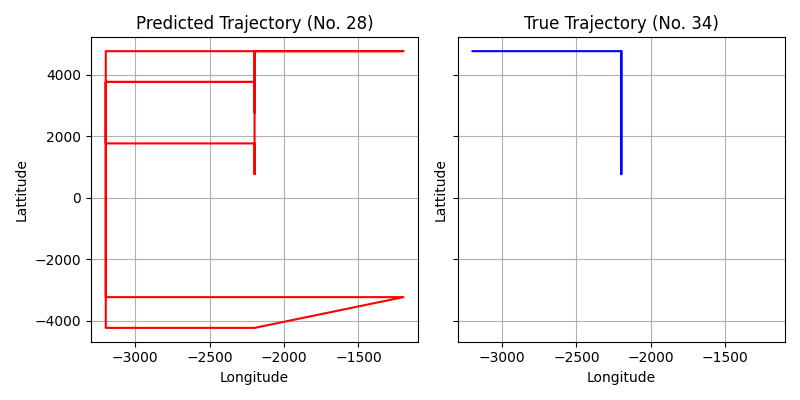 Predicted Trajectory (No. 28)
True Trajectory (No. 34)
4000
2000
0
−2000
−4000
Lattitude
Lattitude
−3000 −2500 −2000 −1500
−3000 −2500 −2000 −1500
Longitude
Longitude